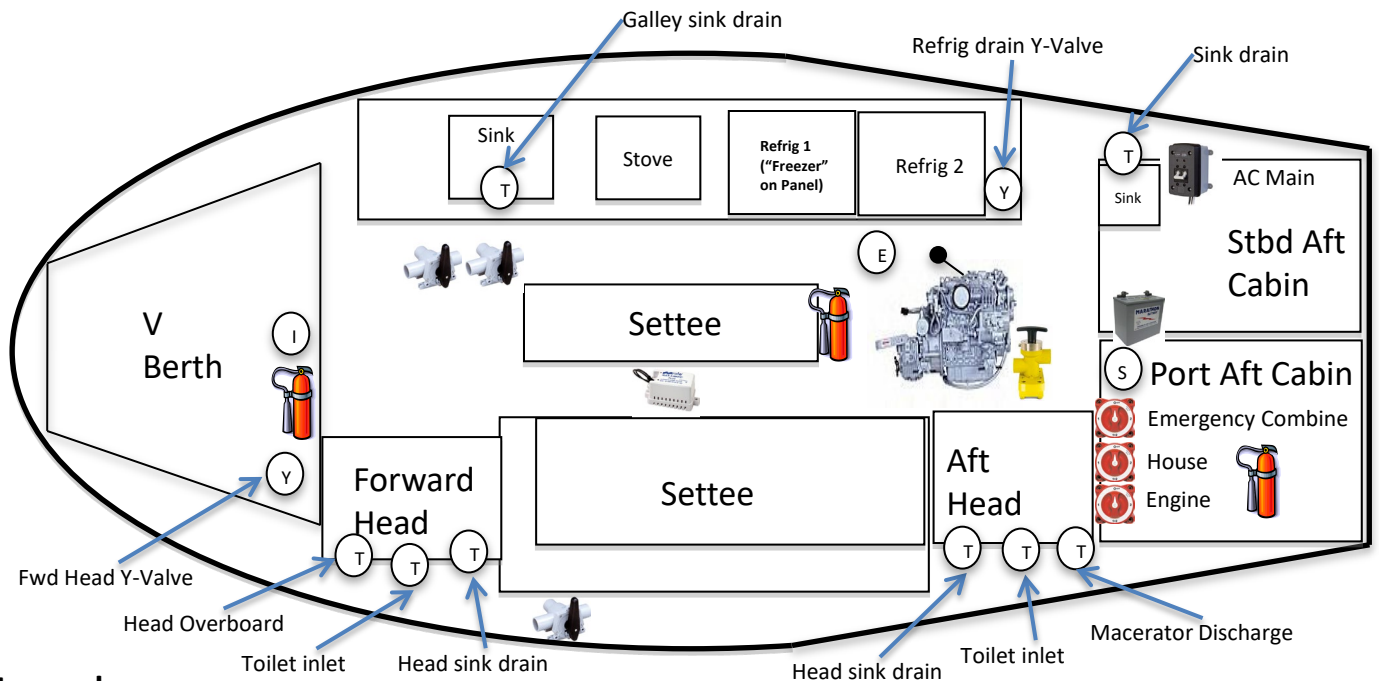 Galley sink drain
Refrig drain Y-Valve
Sink drain
Sink
T
Stove
Refrig 1
("Freezer"
on Panel)
Refrig 2
Y
T
Sink
AC Main
Stbd Aft
Cabin
E
V
Berth
I
Settee
S
Port Aft Cabin
Emergency Combine
House
Engine
Y
Forward
Head
Settee
Aft
Head
T
T
T
T
T
T
Fwd Head Y-Valve
Head Overboard
Toilet inlet
Head sink drain
Head sink drain
Toilet inlet
Macerator Discharge